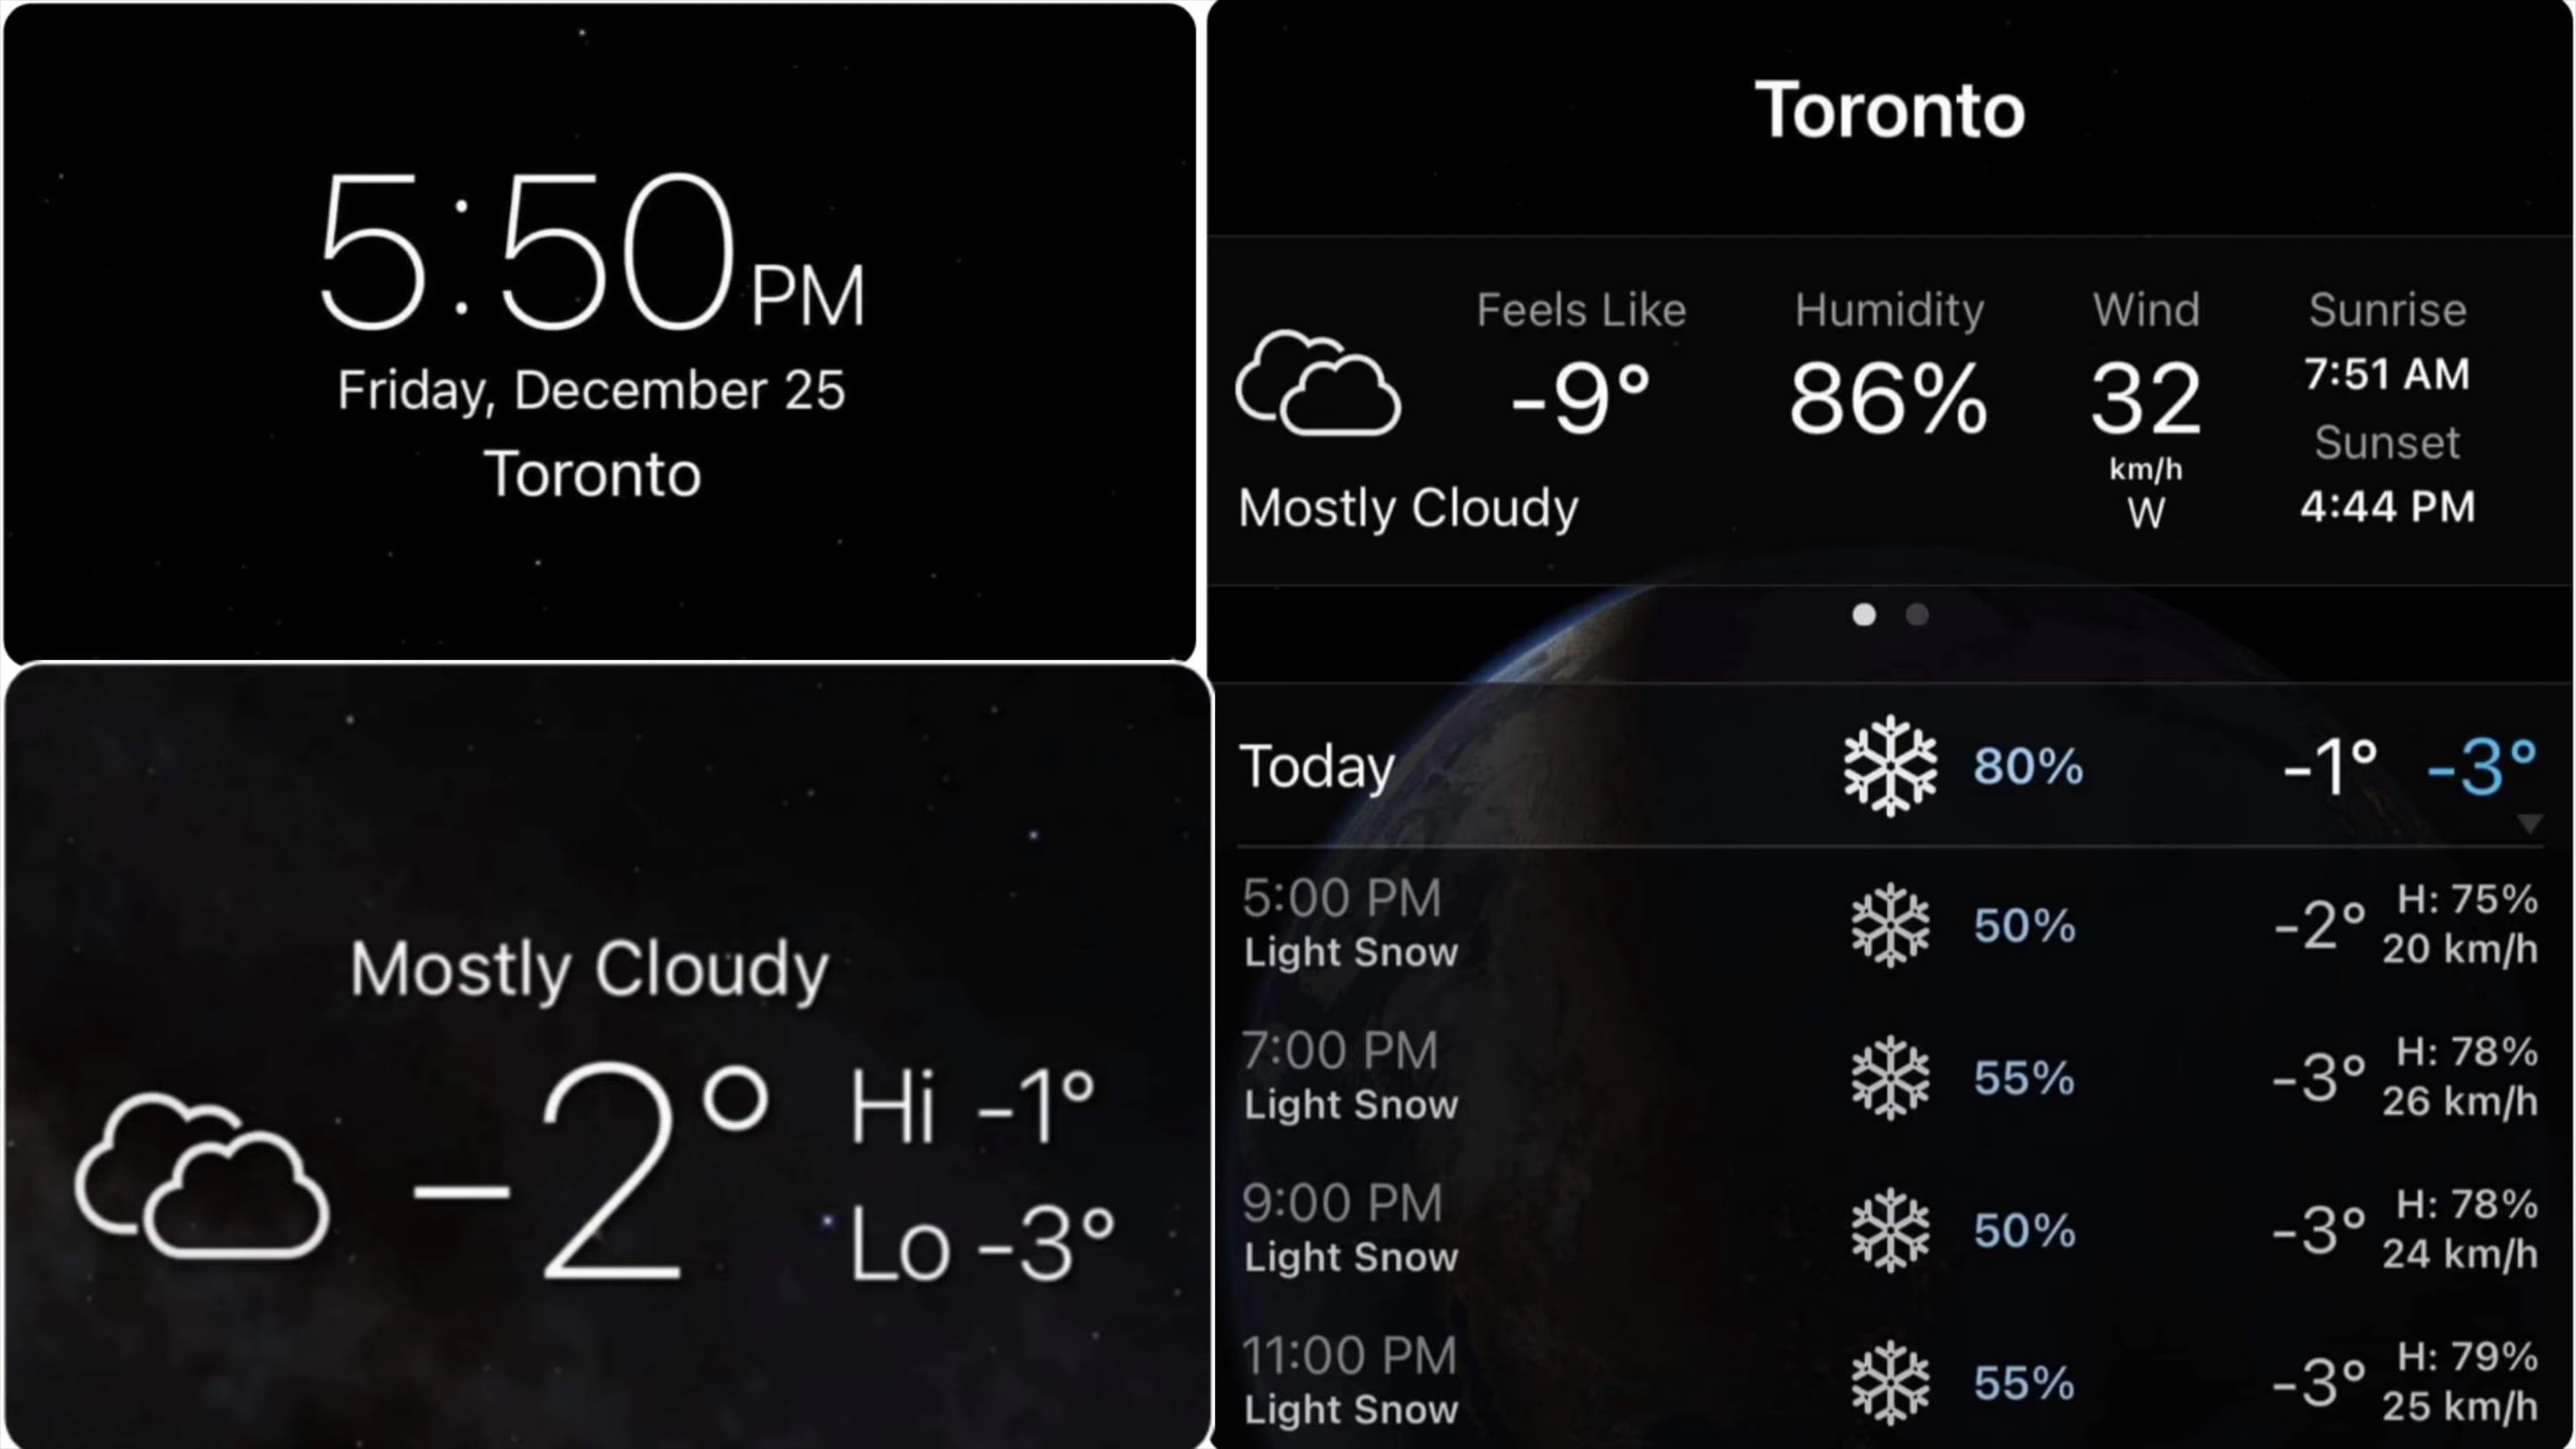 5:50 PM
Friday, December 25
Toronto
Mostly Cloudy
-2° Hi -1°
Lo -3°
Toronto
Feels Like Humidity Wind Sunrise
-9° 86% 32 7:51 AM
Sunset
km/h
Mostly Cloudy W 4:44 PM
Today 80% -1° -3°
5:00 PM 50% -2° H: 75%
Light Snow 20 km/h
7:00 PM 55% -3° H: 78%
Light Snow 26 km/h
9:00 PM 50% -3° H: 78%
Light Snow 24 km/h
11:00 PM 55% -3° H: 79%
Light Snow 25 km/h